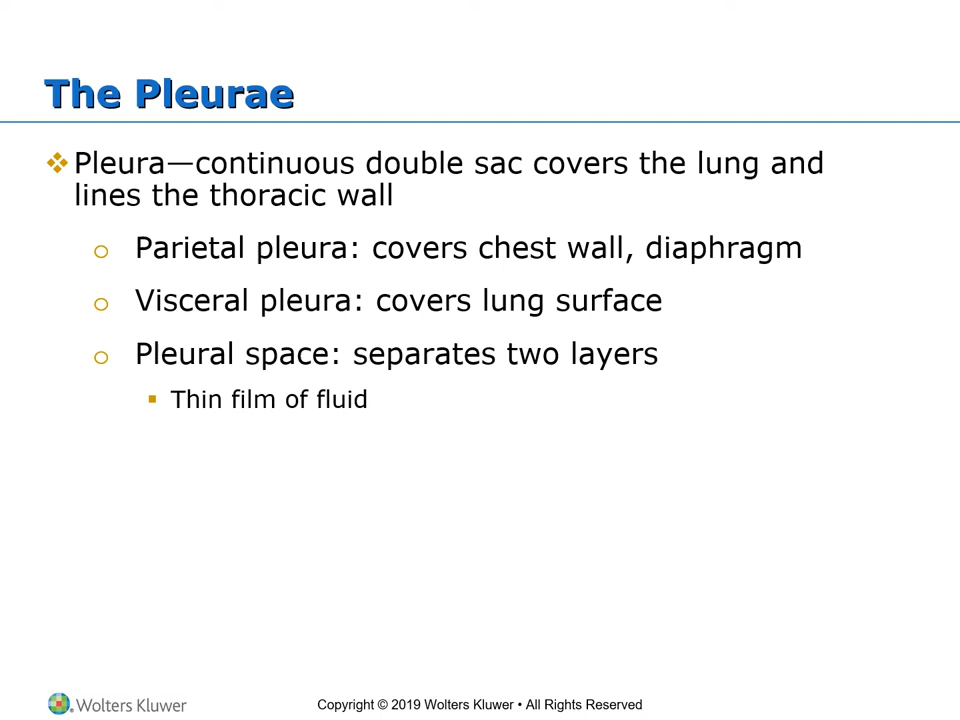 The Pleurae
❖Pleura—continuous double sac covers the lung and
lines the thoracic wall
o Parietal pleura: covers chest wall, diaphragm
o Visceral pleura: covers lung surface
o Pleural space: separates two layers
▪ Thin film of fluid
Wolters Kluwer
Copyright © 2019 Wolters Kluwer • All Rights Reserved